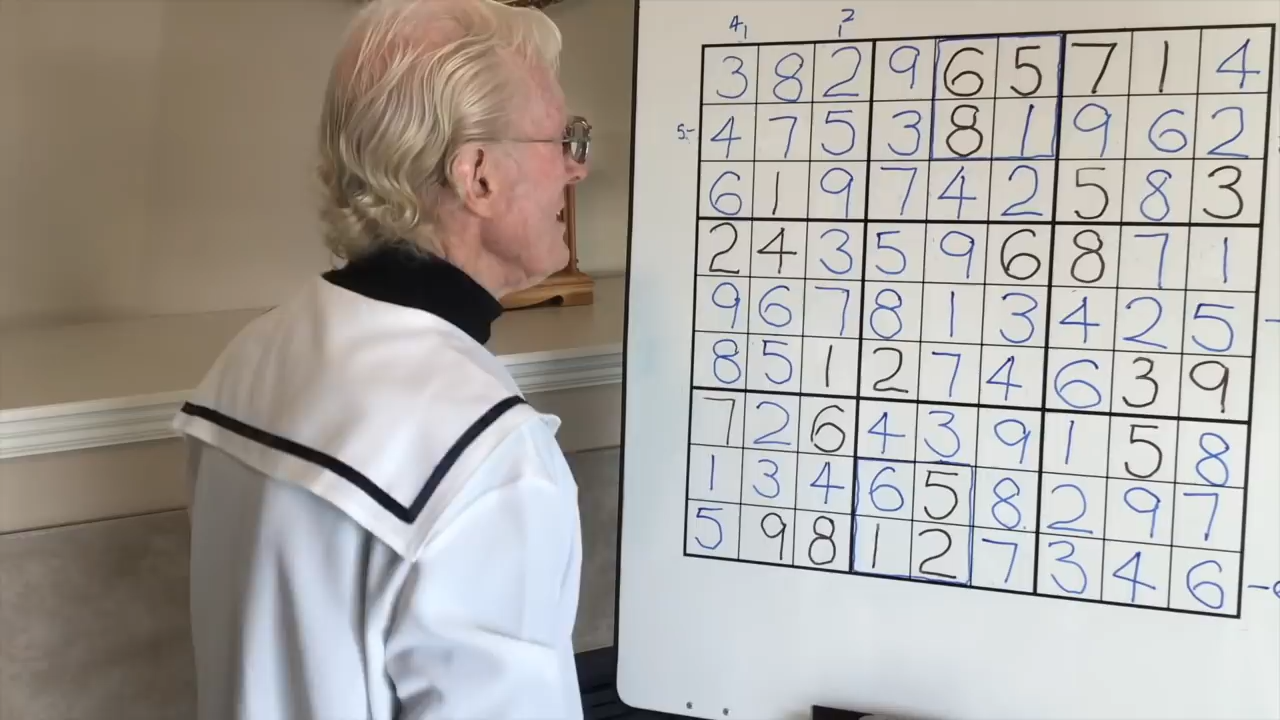 4 1 1 2
3 8 2 9 6 5 7 1 4
5- 4 7 5 3 8 1 9 6 2
6 1 9 7 4 2 5 8 3
2 4 3 5 9 6 8 7 1
9 6 7 8 1 3 4 2 5 -
8 5 1 2 7 4 6 3 9
7 2 6 4 3 9 1 5 8
1 3 4 6 5 8 2 9 7
5 9 8 1 2 7 3 4 6 -